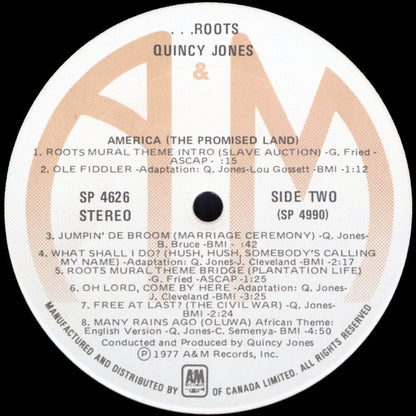 . . .ROOTS
QUINCY JONES
&
AMERICA (THE PROMISED LAND)
1. ROOTS MURAL THEME INTRO (SLAVE AUCTION) -G. Fried -
ASCAP - :15
2. OLE FIDDLER -Adaptation: Q. Jones-Lou Gossett -BMI -1:12
SP 4626
STEREO
SIDE TWO
(SP 4990)
3. JUMPIN' DE BROOM (MARRIAGE CEREMONY) -Q. Jones-
B. Bruce -BMI - :42
4. WHAT SHALL I DO? (HUSH, HUSH, SOMEBODY'S CALLING
MY NAME) -Adaptation: Q. Jones-J. Cleveland -BMI -2:17
5. ROOTS MURAL THEME BRIDGE (PLANTATION LIFE)
-G. Fried -ASCAP -1:25
6. OH LORD, COME BY HERE -Adaptation: Q. Jones-
J. Cleveland -BMI -3:25
7. FREE AT LAST? (THE CIVIL WAR) -Q. Jones-
BMI -2:24
8. MANY RAINS AGO (OLUWA) African Theme:
English Version -Q. Jones-C. Semenya- BMI -4:50
Conducted and Produced by Quincy Jones
Ⓟ 1977 A&M Records, Inc.
MANUFACTURED AND DISTRIBUTED BY A&M RECORDS OF CANADA LIMITED. ALL RIGHTS RESERVED.